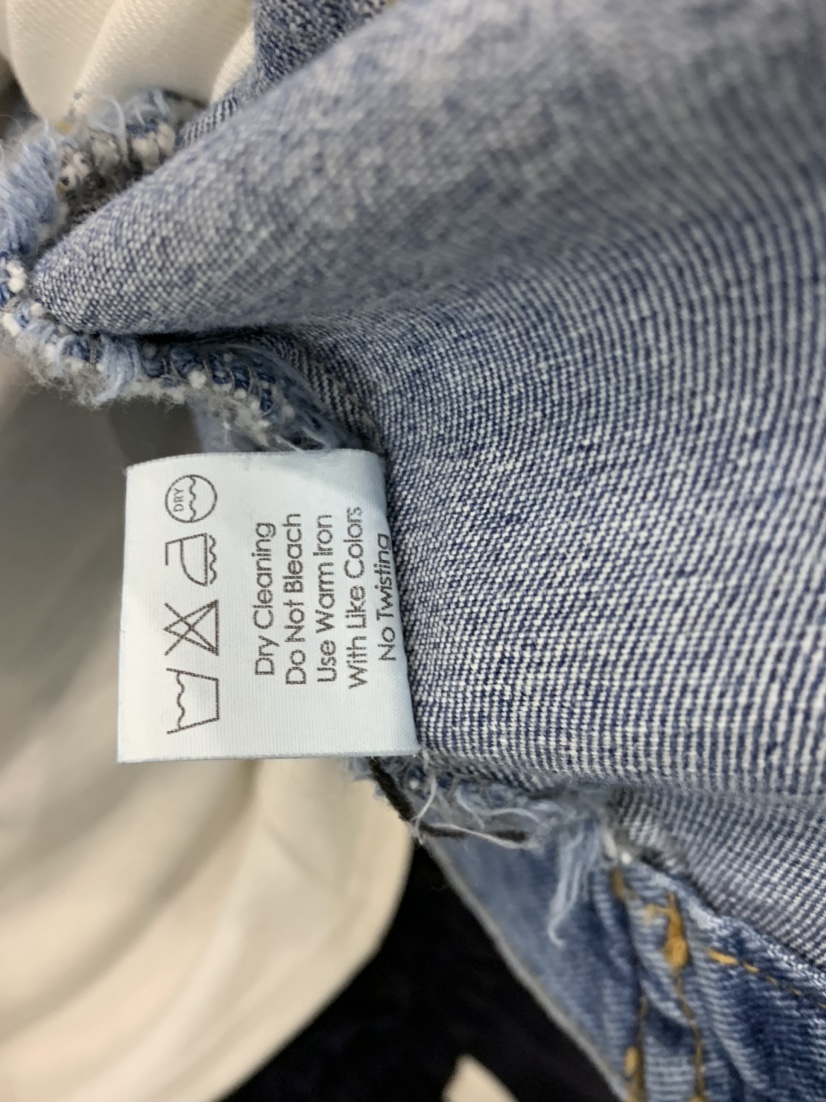 DRY
Dry Cleaning
Do Not Bleach
Use Warm Iron
With Like Colors
No Twisting